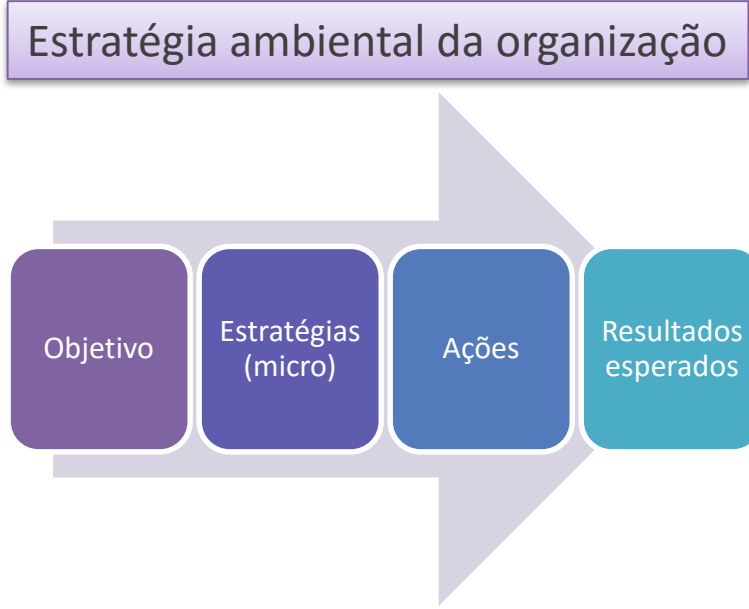 Estratégia ambiental da organização
Objetivo
Estratégias
(micro)
Ações
Resultados
esperados